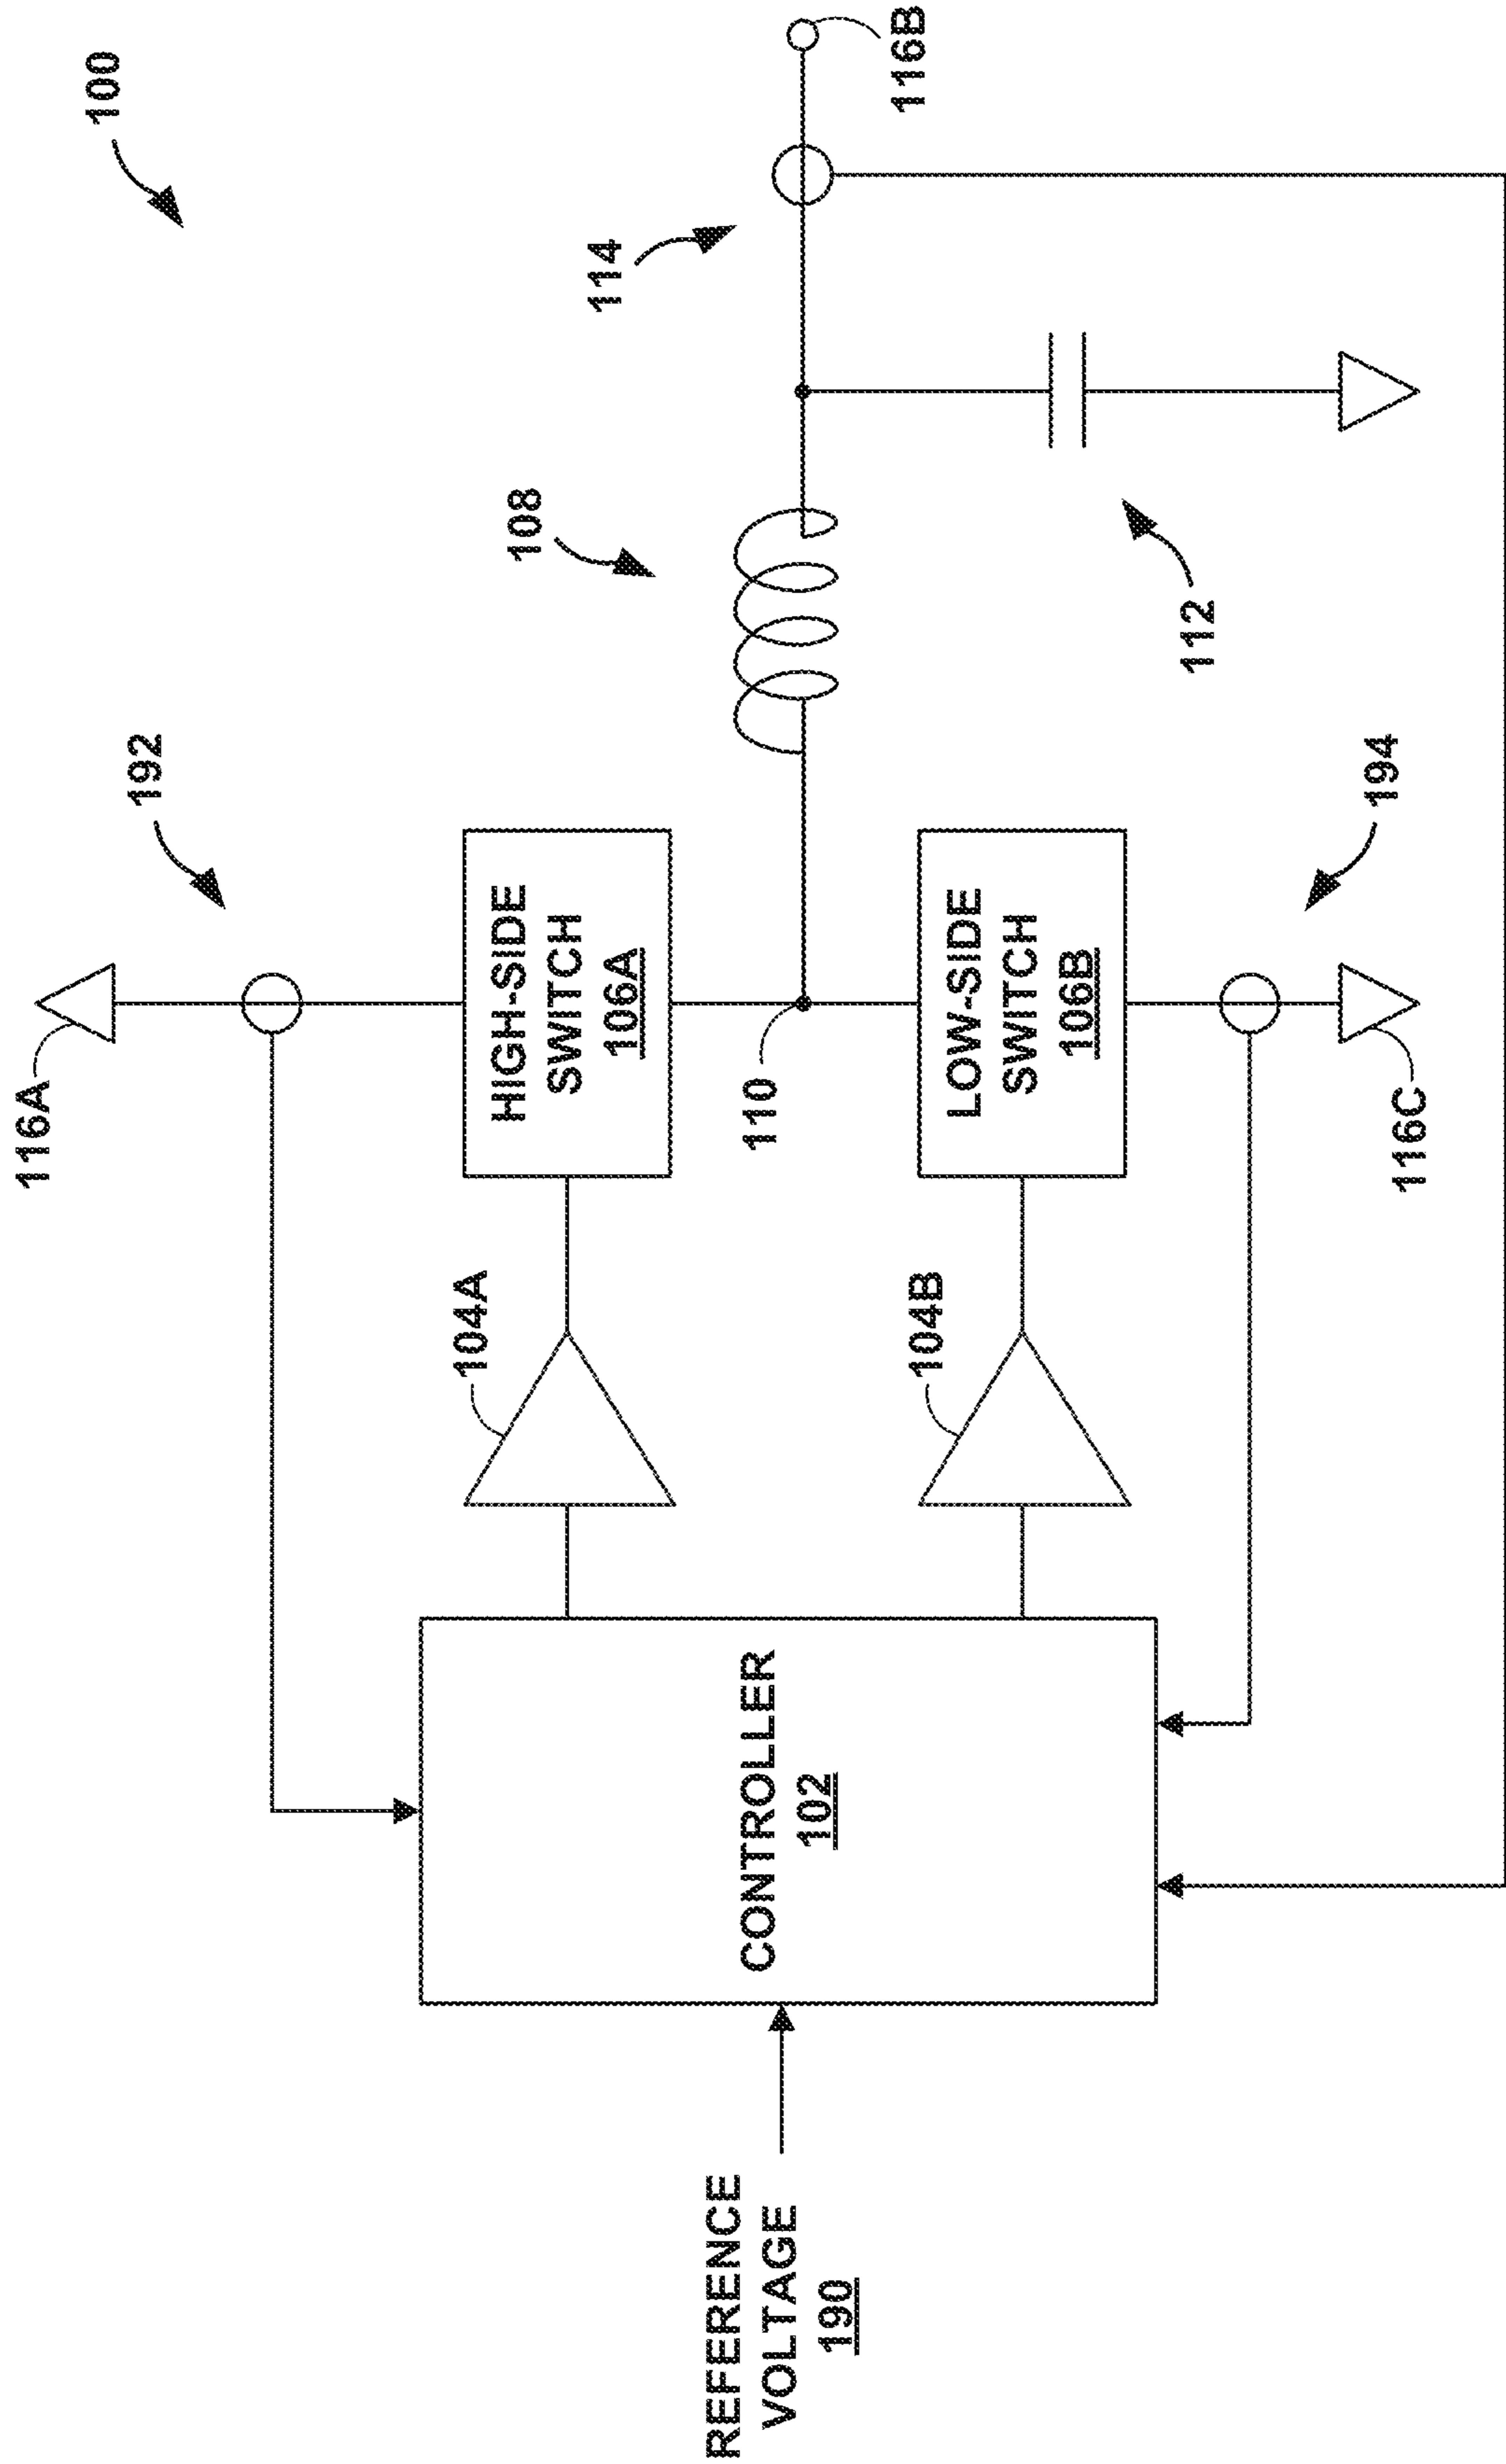 100
116A
192
HIGH-SIDE
SWITCH
106A
104A
108
114
116B
110
CONTROLLER
102
REFERENCE
VOLTAGE
190
104B
LOW-SIDE
SWITCH
106B
112
194
116C